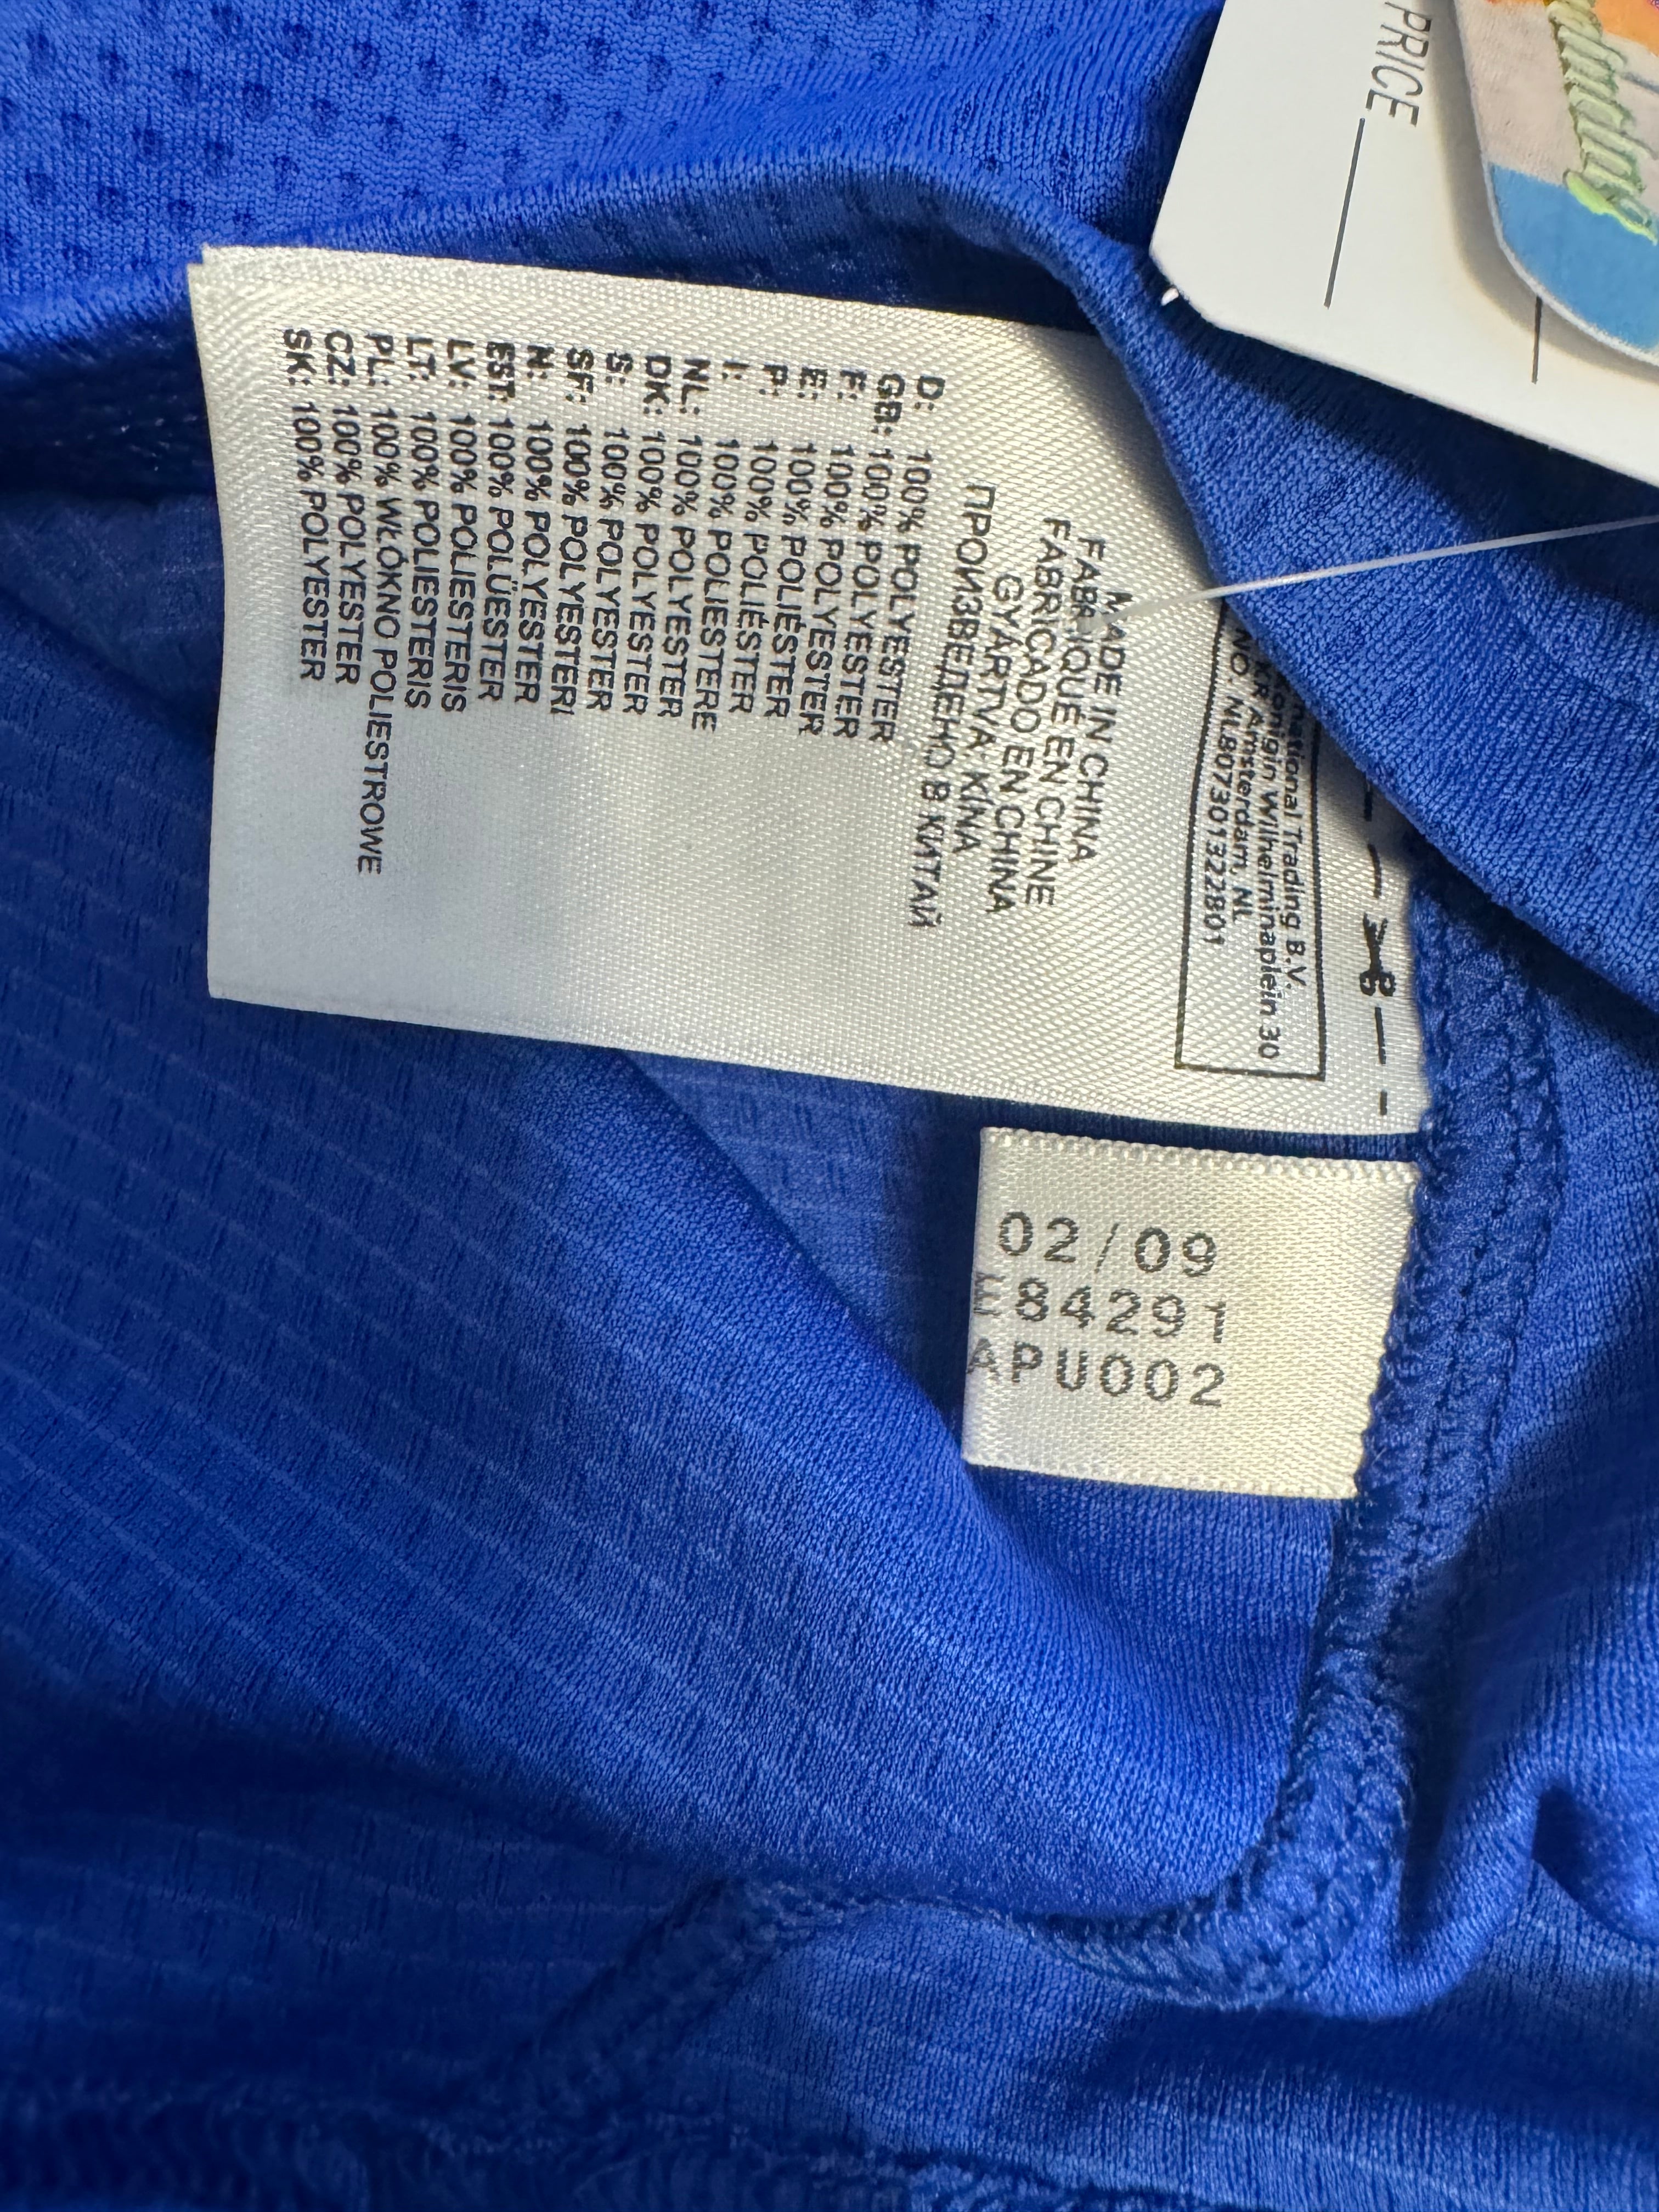 PRICE
Trading B.V.
Wilhelminaplein 30
KR Amsterdam, NL
NO. NL807301322B01
MADE IN CHINA
FABRIQUÉ EN CHINE
FABRICADO EN CHINA
GYÁRTVA: KÍNA
ПРОИЗВЕДЕНО В КИТАЙ
D: 100% POLYESTER
GB: 100% POLYESTER
F: 100% POLYESTER
E: 100% POLIÉSTER
P: 100% POLIÉSTER
I: 100% POLIESTERE
NL: 100% POLYESTER
DK: 100% POLYESTER
S: 100% POLYESTER
SF: 100% POLYESTERI
N: 100% POLYESTER
EST: 100% POLÜESTER
LV: 100% POLIESTERIS
LT: 100% POLIESTERIS
PL: 100% WŁÓKNO POLIESTROWE
CZ: 100% POLYESTER
SK: 100% POLYESTER
02/09
E84291
APU002